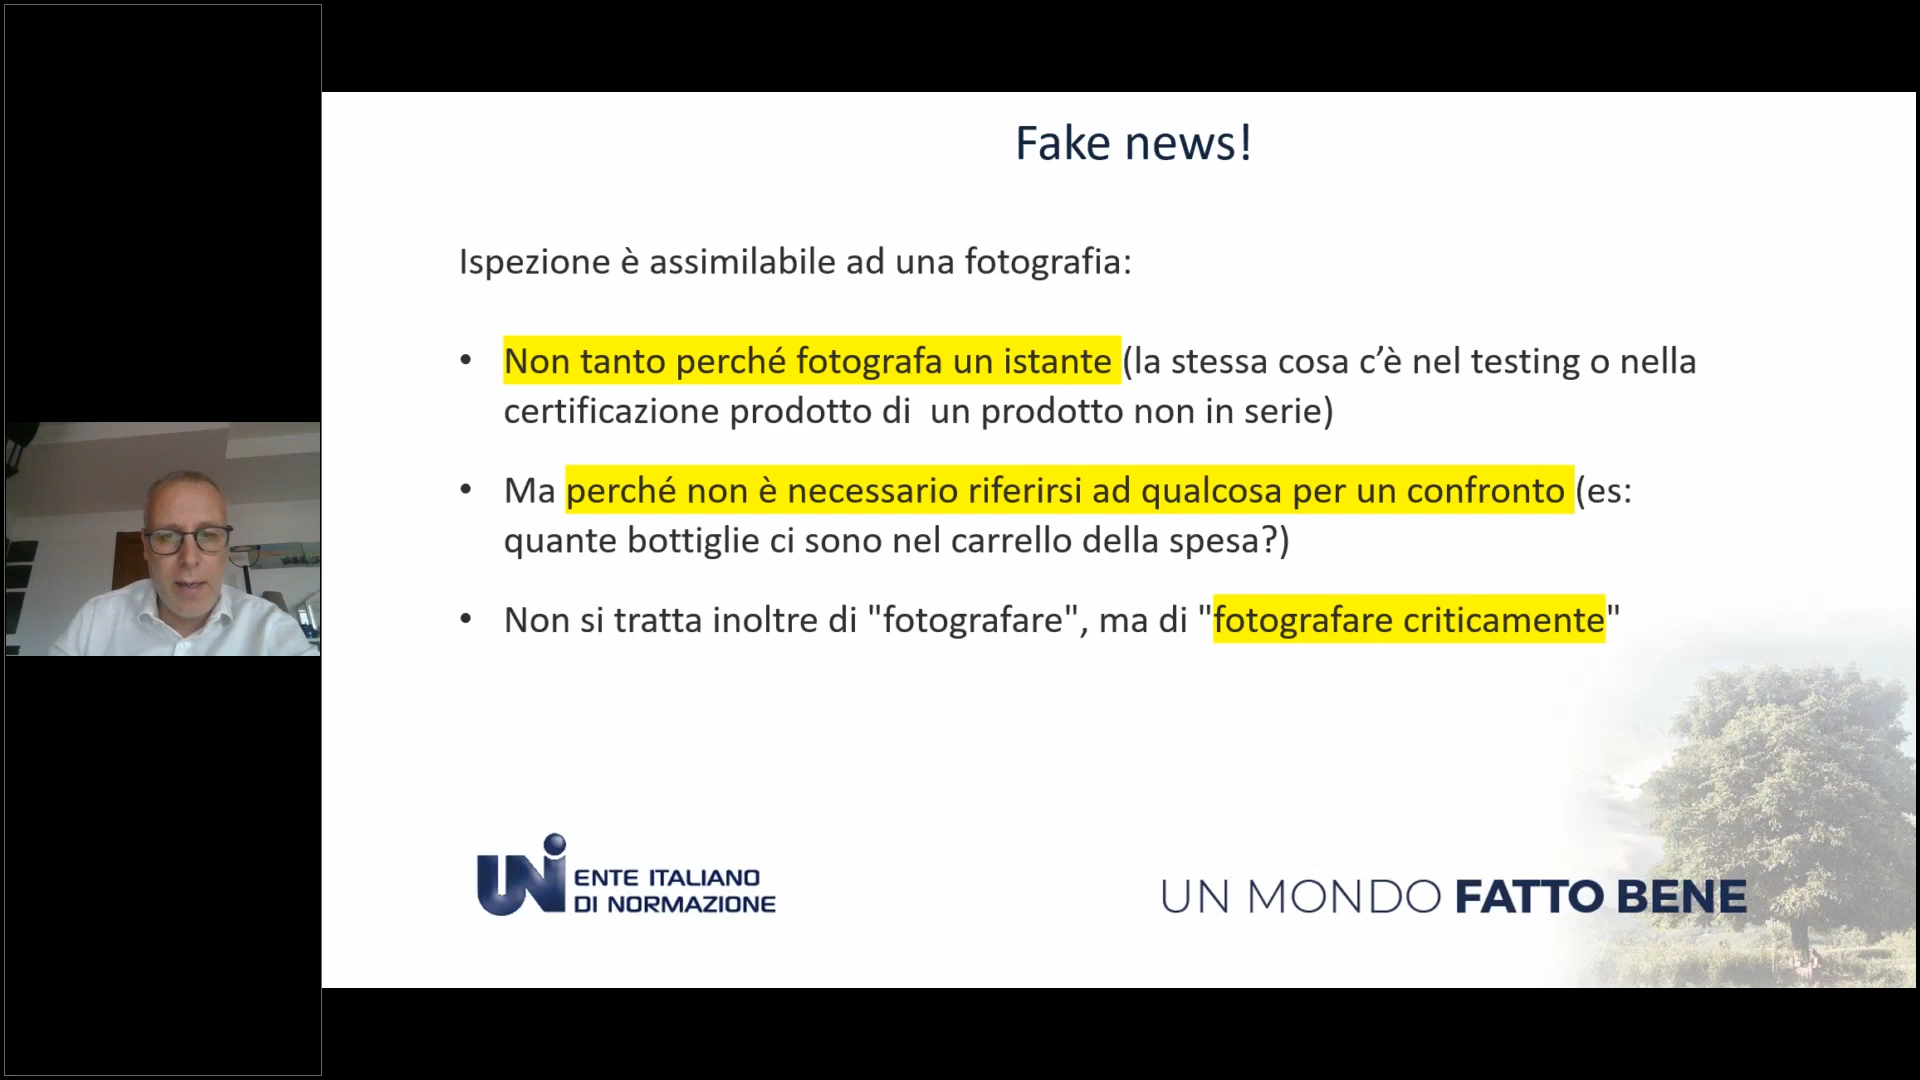 Fake news!
Ispezione è assimilabile ad una fotografia:
• Non tanto perché fotografa un istante (la stessa cosa c’è nel testing o nella
certificazione prodotto di  un prodotto non in serie)
• Ma perché non è necessario riferirsi ad qualcosa per un confronto (es:
quante bottiglie ci sono nel carrello della spesa?)
• Non si tratta inoltre di "fotografare", ma di "fotografare criticamente"
UNI ENTE ITALIANO
DI NORMAZIONE
UN MONDO FATTO BENE